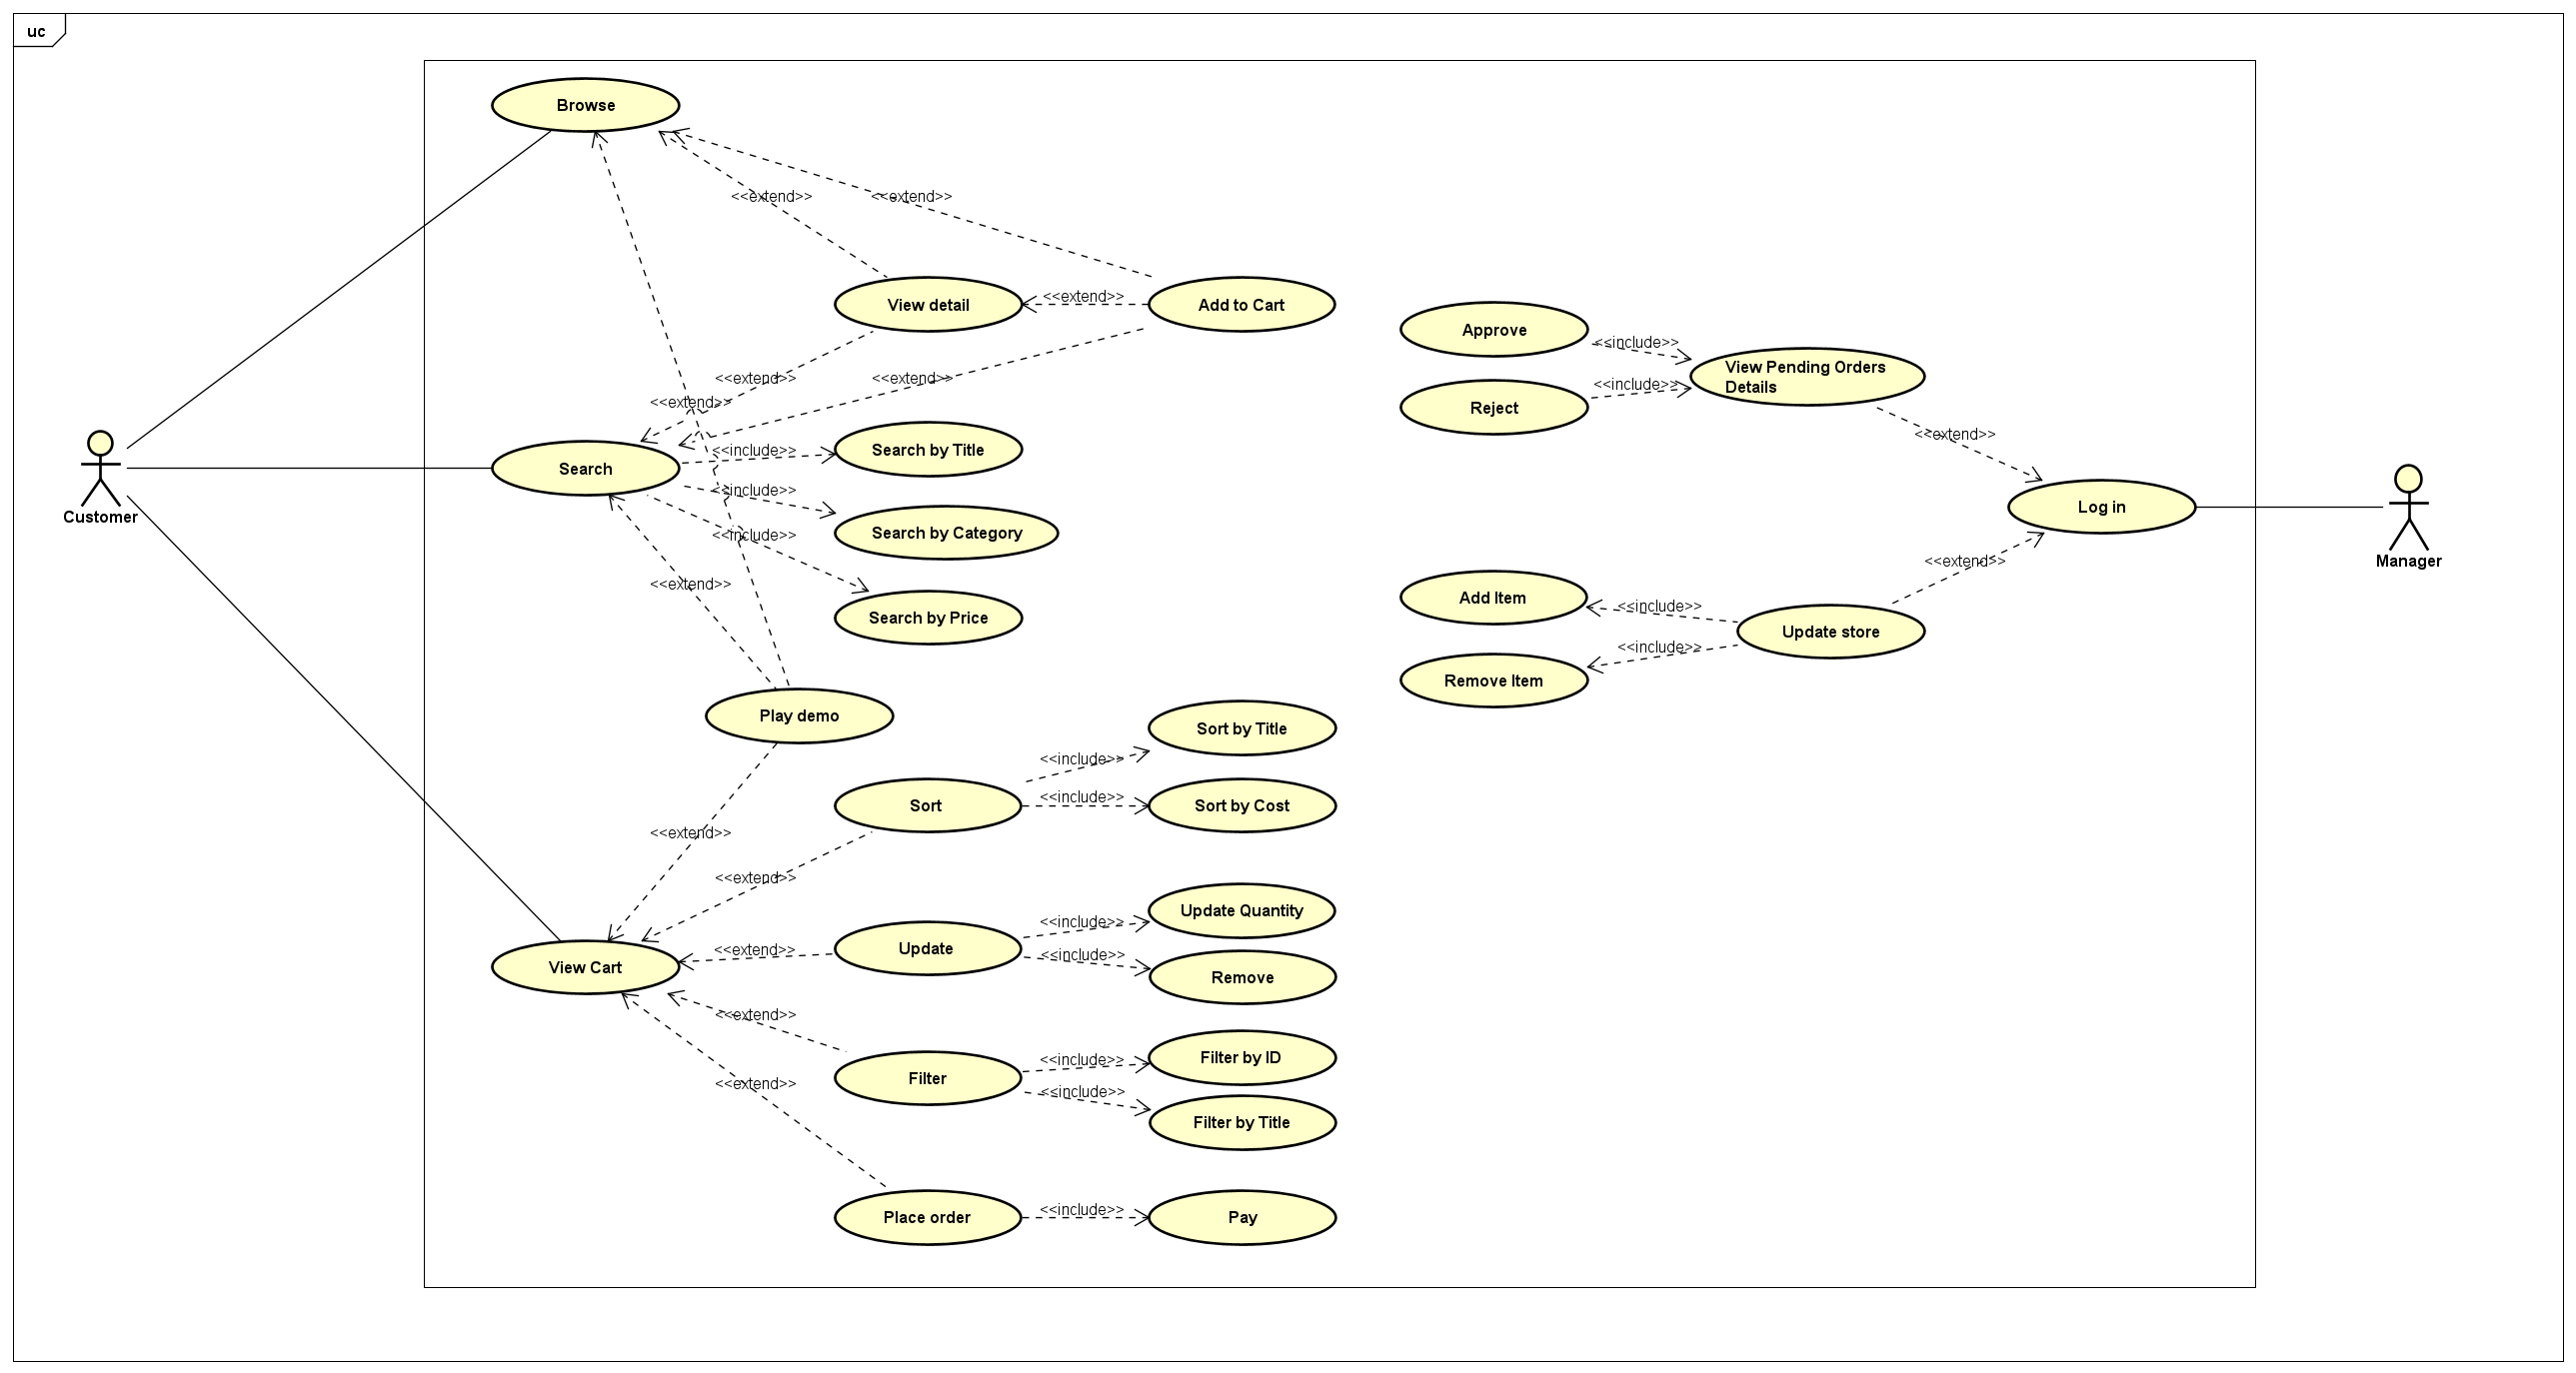 uc
Browse
<<extend>>
<<extend>>
View detail
<<extend>>
Add to Cart
Approve
<<include>>
View Pending Orders
Details
Reject
<<include>>
<<extend>>
<<extend>>
<<extend>>
<<extend>>
Customer
Search
<<include>>
Search by Title
<<include>>
Search by Category
<<include>>
Search by Price
<<extend>>
Log in
Manager
<<extend>>
Add Item
<<include>>
Update store
Remove Item
<<include>>
Play demo
Sort by Title
<<include>>
Sort
<<include>>
Sort by Cost
<<extend>>
<<extend>>
Update Quantity
<<include>>
Update
<<extend>>
<<include>>
Remove
View Cart
<<extend>>
Filter by ID
<<include>>
Filter
<<extend>>
<<include>>
Filter by Title
Place order
<<include>>
Pay